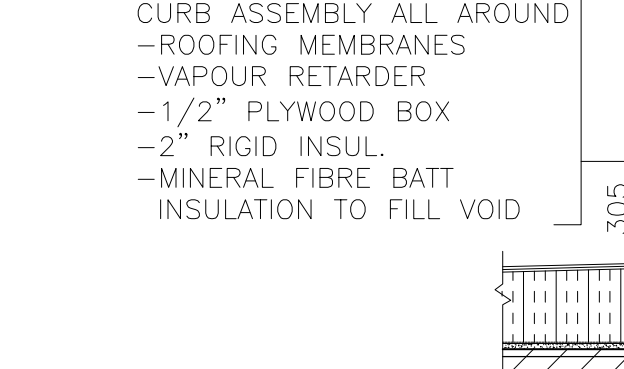 CURB ASSEMBLY ALL AROUND
-ROOFING MEMBRANES
-VAPOUR RETARDER
-1/2" PLYWOOD BOX
-2" RIGID INSUL.
-MINERAL FIBRE BATT
INSULATION TO FILL VOID
305